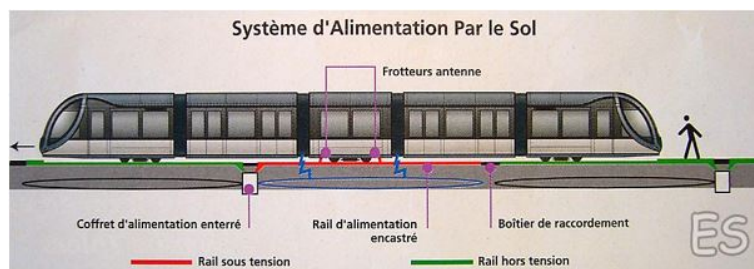 Système d'Alimentation Par le Sol
Frotteurs antenne
Coffret d'alimentation enterré
Rail d'alimentation
encastré
Boîtier de raccordement
Rail sous tension
Rail hors tension
ES